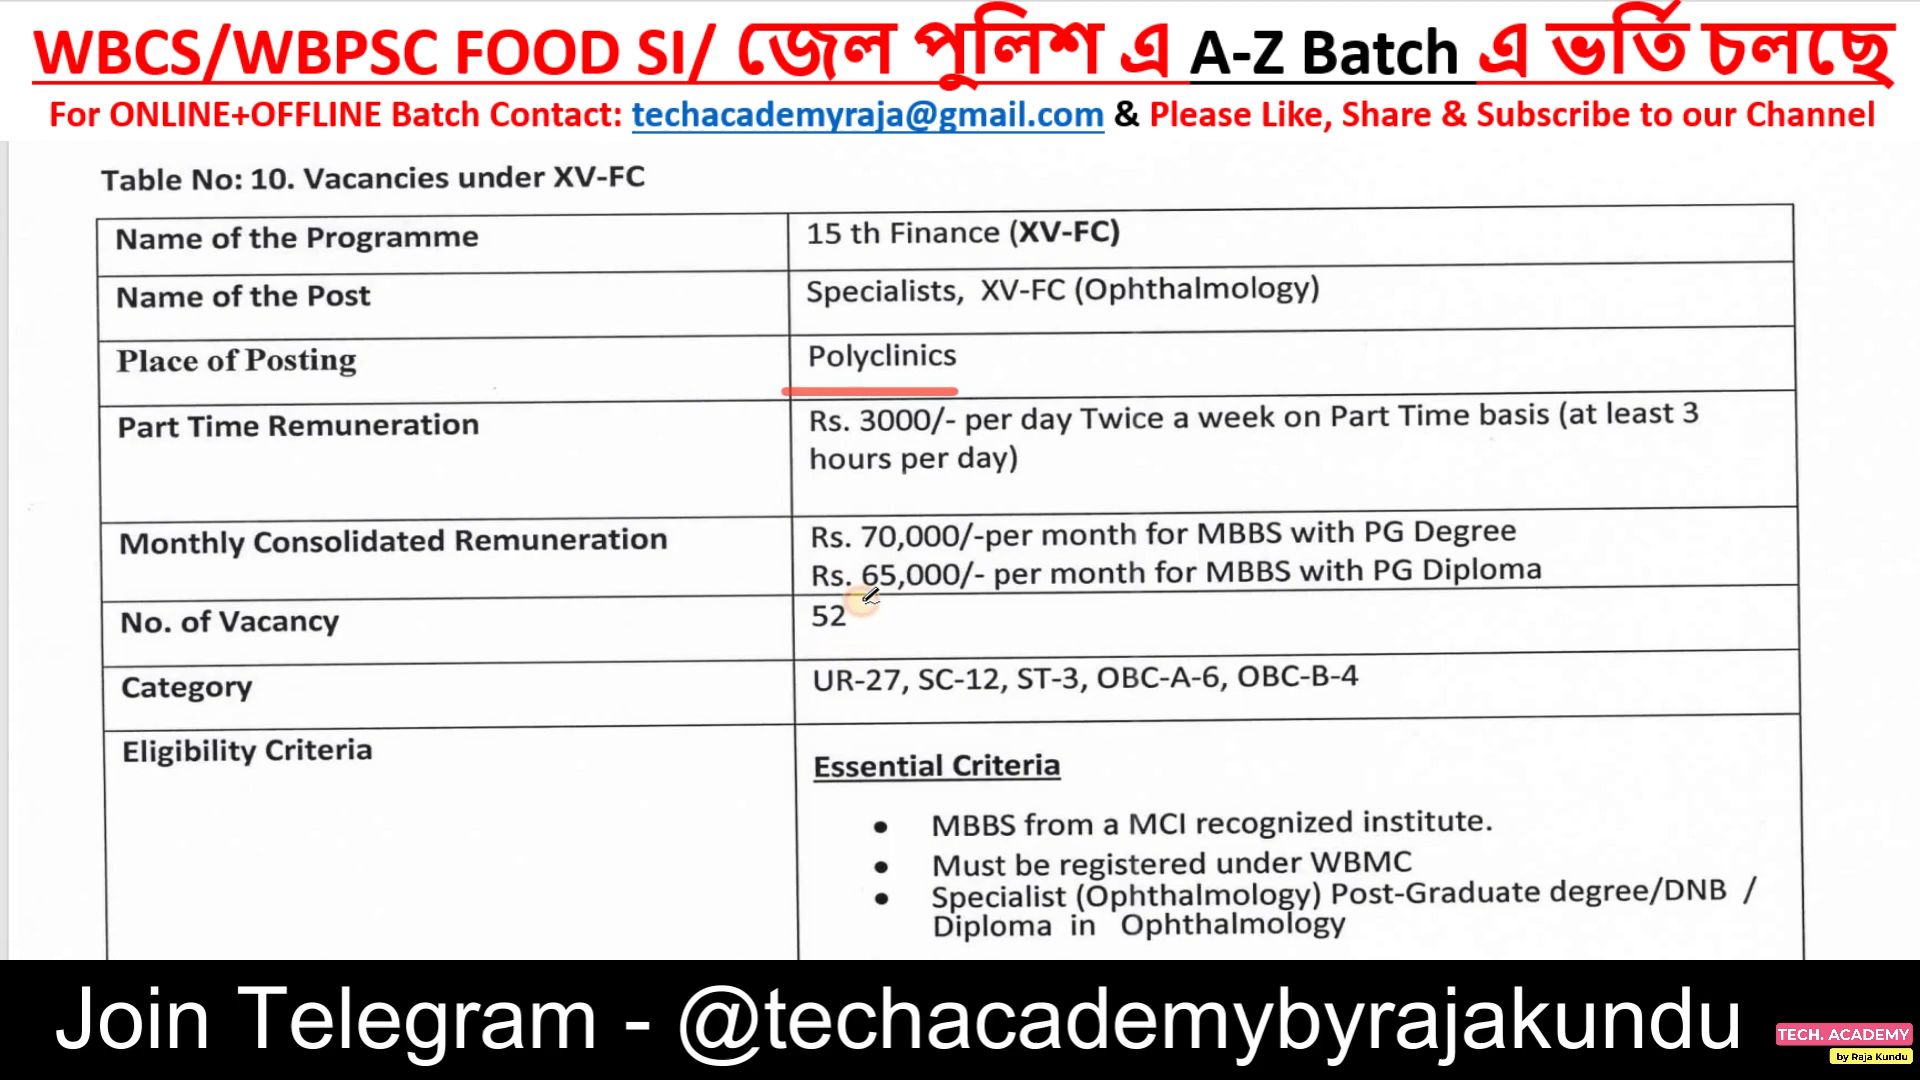 WBCS/WBPSC FOOD SI/ জেল পুলিশ এ A-Z Batch এ ভর্তি চলছে
For ONLINE+OFFLINE Batch Contact: techacademyraja@gmail.com & Please Like, Share & Subscribe to our Channel
Table No: 10. Vacancies under XV-FC
Name of the Programme 15 th Finance (XV-FC)
Name of the Post Specialists, XV-FC (Ophthalmology)
Place of Posting Polyclinics
Part Time Remuneration Rs. 3000/- per day Twice a week on Part Time basis (at least 3
hours per day)
Monthly Consolidated Remuneration Rs. 70,000/-per month for MBBS with PG Degree
Rs. 65,000/- per month for MBBS with PG Diploma
No. of Vacancy 52
Category UR-27, SC-12, ST-3, OBC-A-6, OBC-B-4
Eligibility Criteria Essential Criteria
• MBBS from a MCI recognized institute.
• Must be registered under WBMC
• Specialist (Ophthalmology) Post-Graduate degree/DNB /
Diploma in Ophthalmology
Join Telegram - @techacademybyrajakundu
TECH. ACADEMY
by Raja Kundu